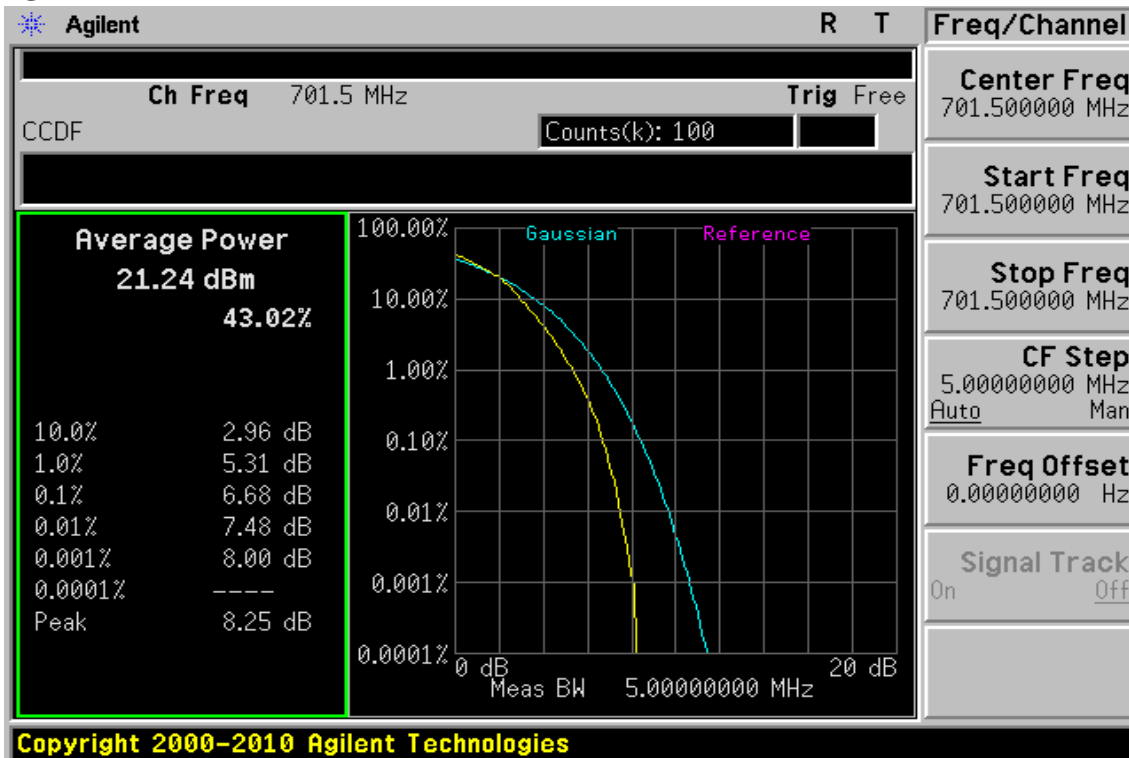 Agilent R T
Ch Freq 701.5 MHz Trig Free
CCDF Counts(k): 100
Average Power
21.24 dBm
43.02%
10.0% 2.96 dB
1.0% 5.31 dB
0.1% 6.68 dB
0.01% 7.48 dB
0.001% 8.00 dB
0.0001% ----
Peak 8.25 dB
Gaussian Reference
100.00%
10.00%
1.00%
0.10%
0.01%
0.001%
0.0001%
0 dB 20 dB
Meas BW 5.00000000 MHz
Freq/Channel
Center Freq
701.500000 MHz
Start Freq
701.500000 MHz
Stop Freq
701.500000 MHz
CF Step
5.00000000 MHz
Auto Man
Freq Offset
0.00000000 Hz
Signal Track
On Off
Copyright 2000-2010 Agilent Technologies